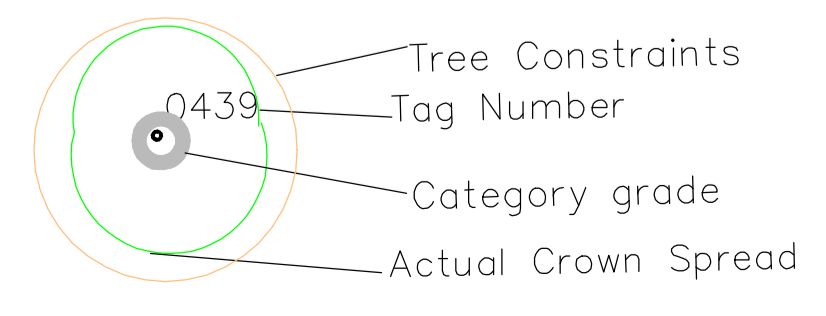 Tree Constraints
0439
Tag Number
Category grade
Actual Crown Spread